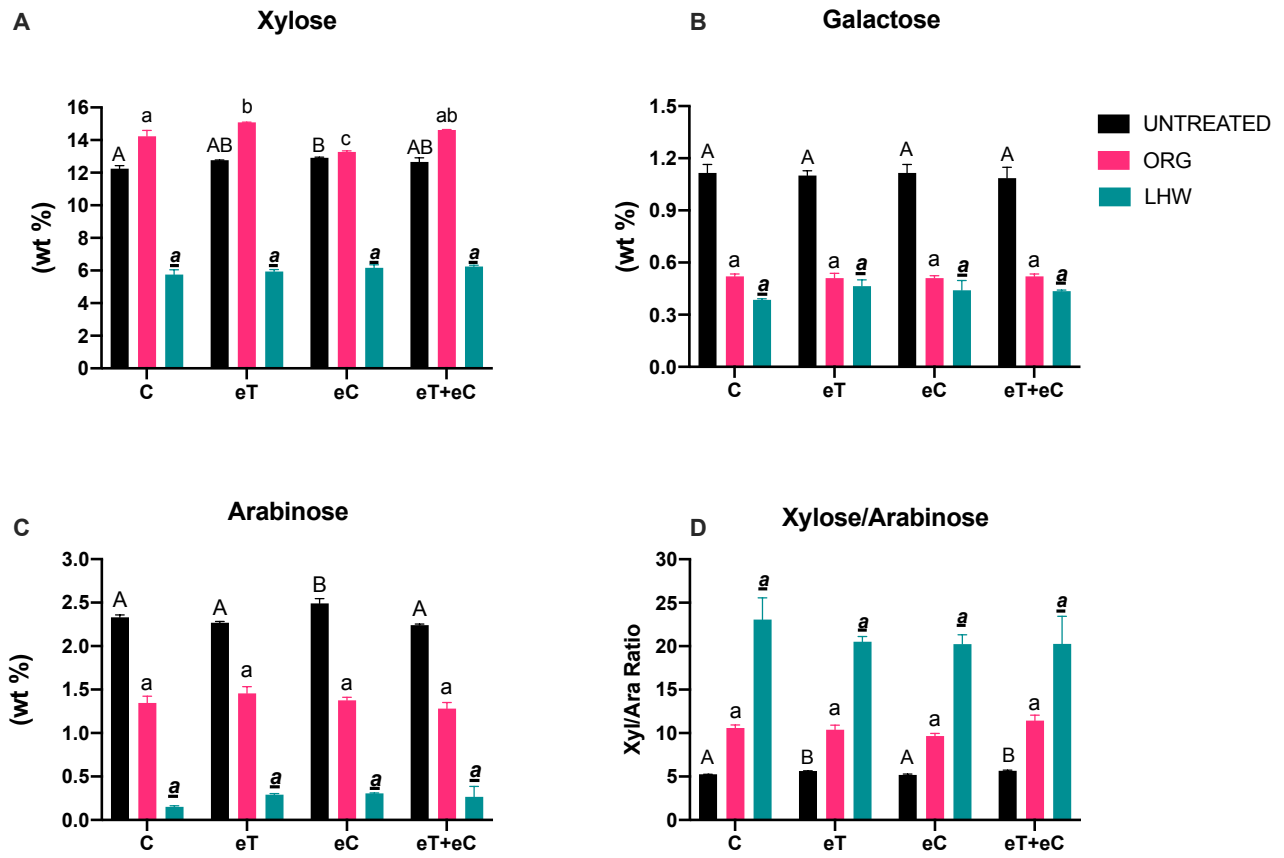 A
Xylose
(wt %)
16
14
12
10
8
6
4
2
0
A
a
a
AB
b
a
B
c
a
AB
ab
a
C
eT
eC
eT+eC
B
Galactose
(wt %)
1.5
1.2
0.9
0.6
0.3
0.0
A
a
a
A
a
a
A
a
a
A
a
a
C
eT
eC
eT+eC
UNTREATED
ORG
LHW
C
Arabinose
(wt %)
3.0
2.5
2.0
1.5
1.0
0.5
0.0
A
a
a
A
a
a
B
a
a
A
a
a
C
eT
eC
eT+eC
D
Xylose/Arabinose
Xyl/Ara Ratio
30
25
20
15
10
5
0
A
a
a
B
a
a
A
a
a
B
a
a
C
eT
eC
eT+eC